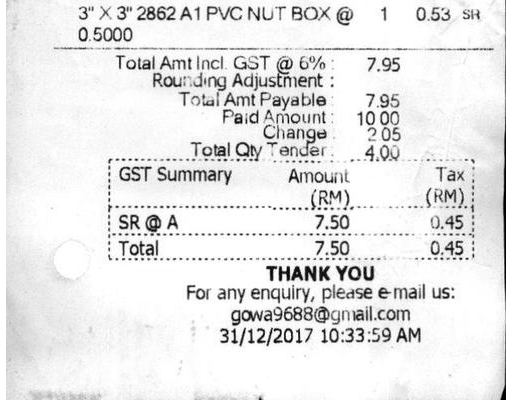 3" X 3" 2862 A1 PVC NUT BOX @ 1 0.53 SR
0.5000
Total Amt Incl. GST @ 6% : 7.95
Rounding Adjustment :
Total Amt Payable : 7.95
Paid Amount : 10.00
Change : 2.05
Total Qty Tender : 4.00
GST Summary Amount Tax
(RM) (RM)
SR @ A 7.50 0.45
Total 7.50 0.45
THANK YOU
For any enquiry, please e-mail us:
gowa9688@gmail.com
31/12/2017 10:33:59 AM